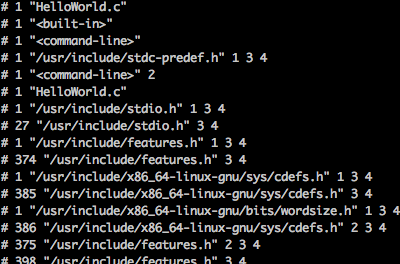 # 1 "HelloWorld.c"
# 1 "<built-in>"
# 1 "<command-line>"
# 1 "/usr/include/stdc-predef.h" 1 3 4
# 1 "<command-line>" 2
# 1 "HelloWorld.c"
# 1 "/usr/include/stdio.h" 1 3 4
# 27 "/usr/include/stdio.h" 3 4
# 1 "/usr/include/features.h" 1 3 4
# 374 "/usr/include/features.h" 3 4
# 1 "/usr/include/x86_64-linux-gnu/sys/cdefs.h" 1 3 4
# 385 "/usr/include/x86_64-linux-gnu/sys/cdefs.h" 3 4
# 1 "/usr/include/x86_64-linux-gnu/bits/wordsize.h" 1 3 4
# 386 "/usr/include/x86_64-linux-gnu/sys/cdefs.h" 2 3 4
# 375 "/usr/include/features.h" 2 3 4
# 398 "/usr/include/features.h" 3 4